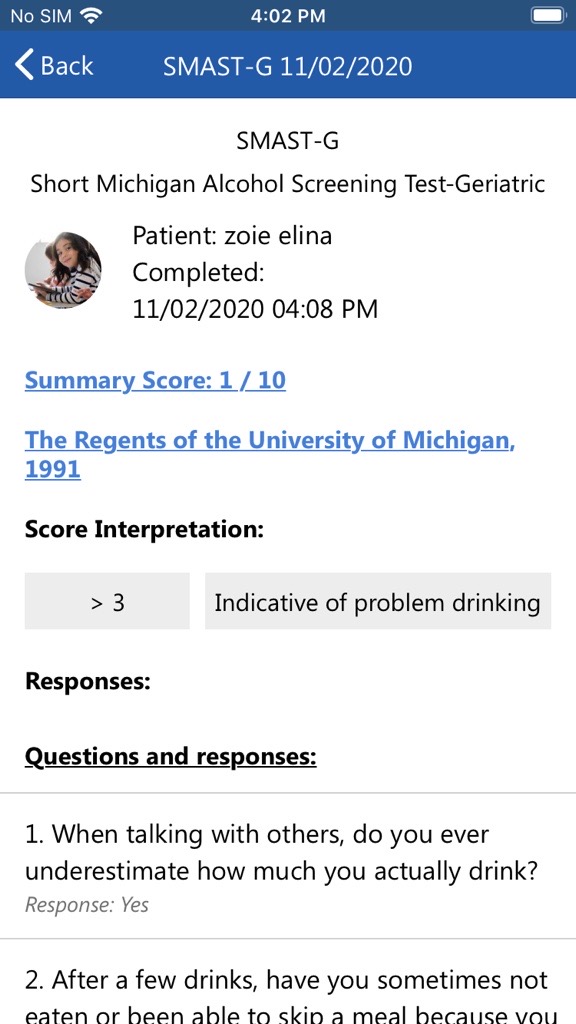 No SIM 4:02 PM
Back SMAST-G 11/02/2020
SMAST-G
Short Michigan Alcohol Screening Test-Geriatric
Patient: zoie elina
Completed:
11/02/2020 04:08 PM
Summary Score: 1 / 10
The Regents of the University of Michigan,
1991
Score Interpretation:
> 3 Indicative of problem drinking
Responses:
Questions and responses:
1. When talking with others, do you ever
underestimate how much you actually drink?
Response: Yes
2. After a few drinks, have you sometimes not
eaten or been able to skip a meal because you